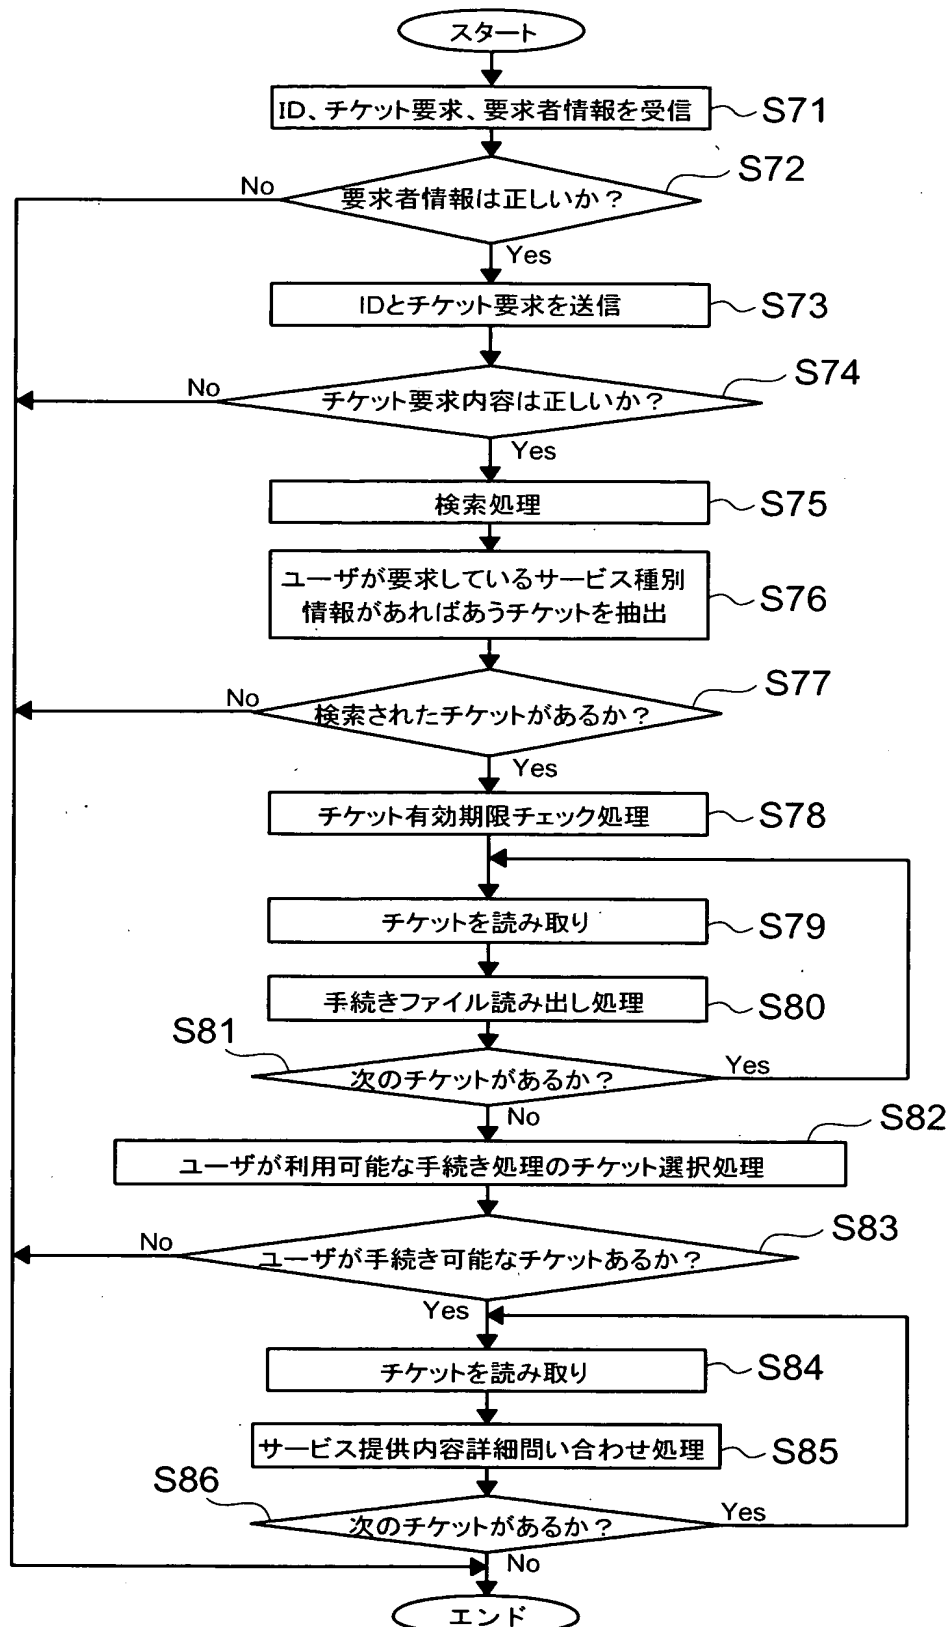 スタート
ID、チケット要求、要求者情報を受信
S71
S72
No
要求者情報は正しいか？
Yes
IDとチケット要求を送信
S73
S74
No
チケット要求内容は正しいか？
Yes
検索処理
S75
ユーザが要求しているサービス種別
情報があればあうチケットを抽出
S76
S77
No
検索されたチケットがあるか？
Yes
チケット有効期限チェック処理
S78
チケットを読み取り
S79
手続きファイル読み出し処理
S80
S81
次のチケットがあるか？
Yes
No
S82
ユーザが利用可能な手続き処理のチケット選択処理
S83
No
ユーザが手続き可能なチケットあるか？
Yes
チケットを読み取り
S84
サービス提供内容詳細問い合わせ処理
S85
S86
次のチケットがあるか？
Yes
No
エンド